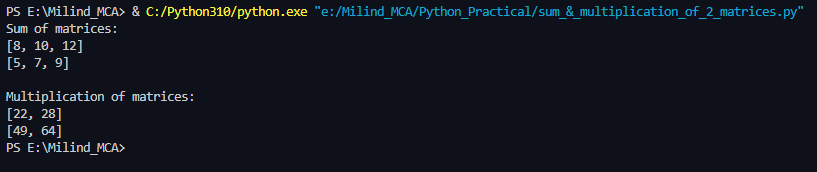 PS E:\Milind_MCA> & C:/Python310/python.exe "e:/Milind_MCA/Python_Practical/sum_&_multiplication_of_2_matrices.py"
Sum of matrices:
[8, 10, 12]
[5, 7, 9]
Multiplication of matrices:
[22, 28]
[49, 64]
PS E:\Milind_MCA>